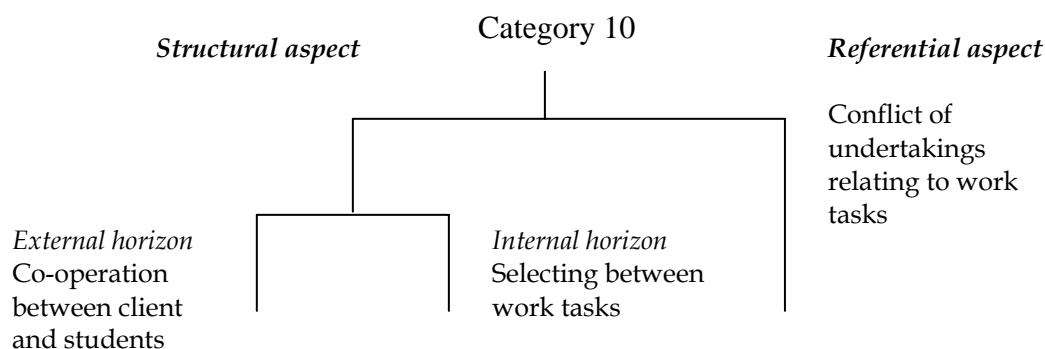 Category 10
Structural aspect
Referential aspect
Conflict of
undertakings
relating to work
tasks
External horizon
Co-operation
between client
and students
Internal horizon
Selecting between
work tasks